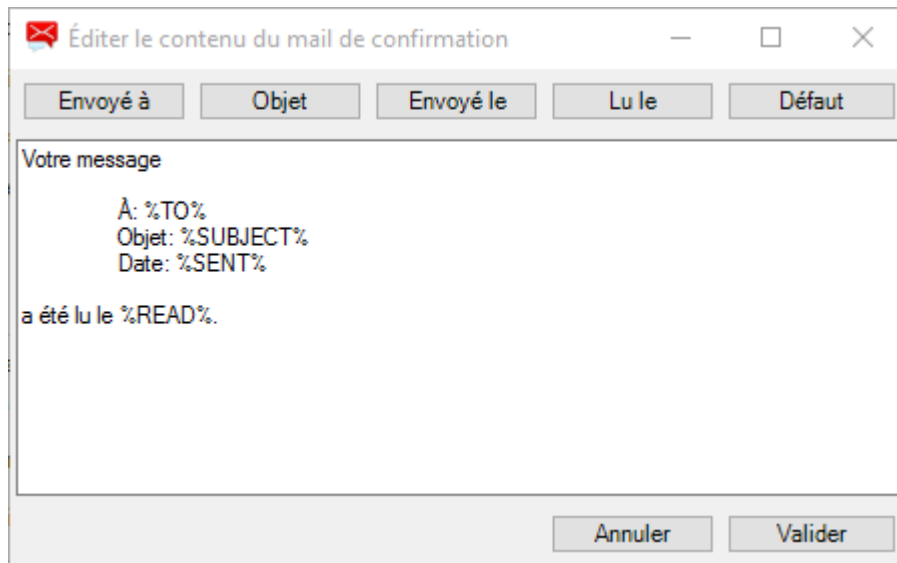 Éditer le contenu du mail de confirmation
Envoyé à Objet Envoyé le Lu le Défaut
Votre message
À: %TO%
Objet: %SUBJECT%
Date: %SENT%
a été lu le %READ%.
Annuler Valider